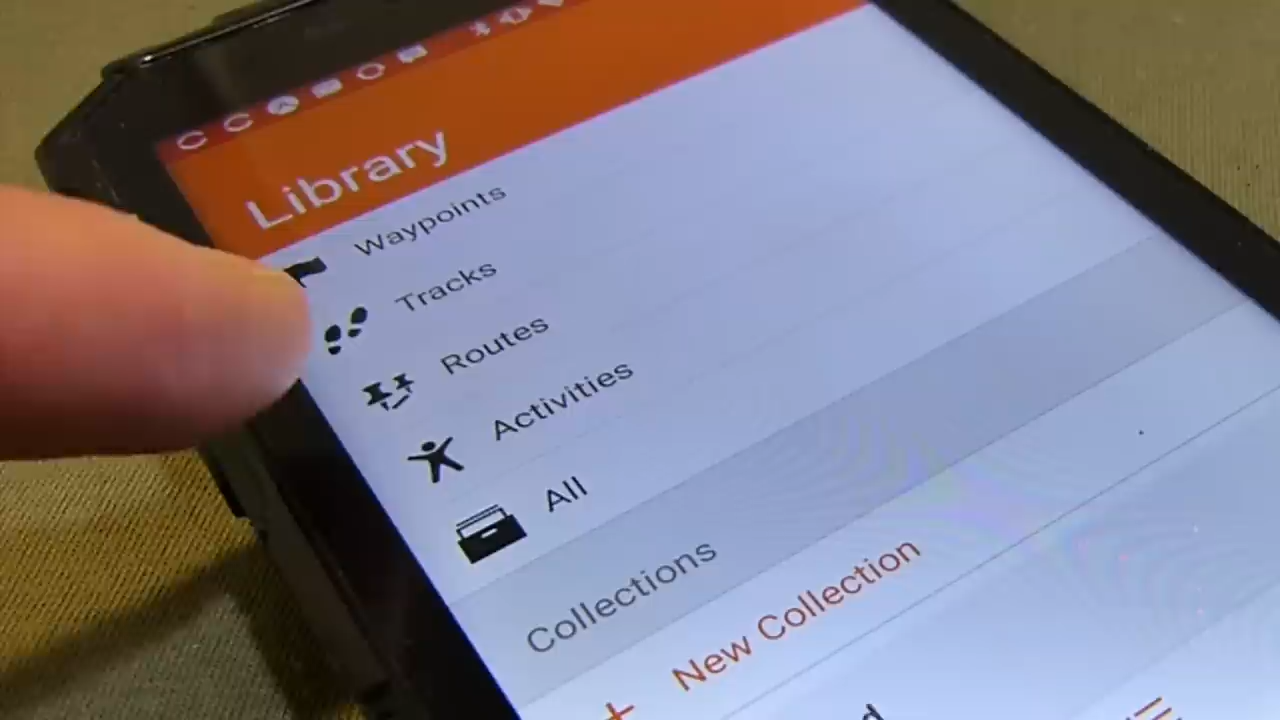 Library
Waypoints
Tracks
Routes
Activities
All
Collections
New Collection